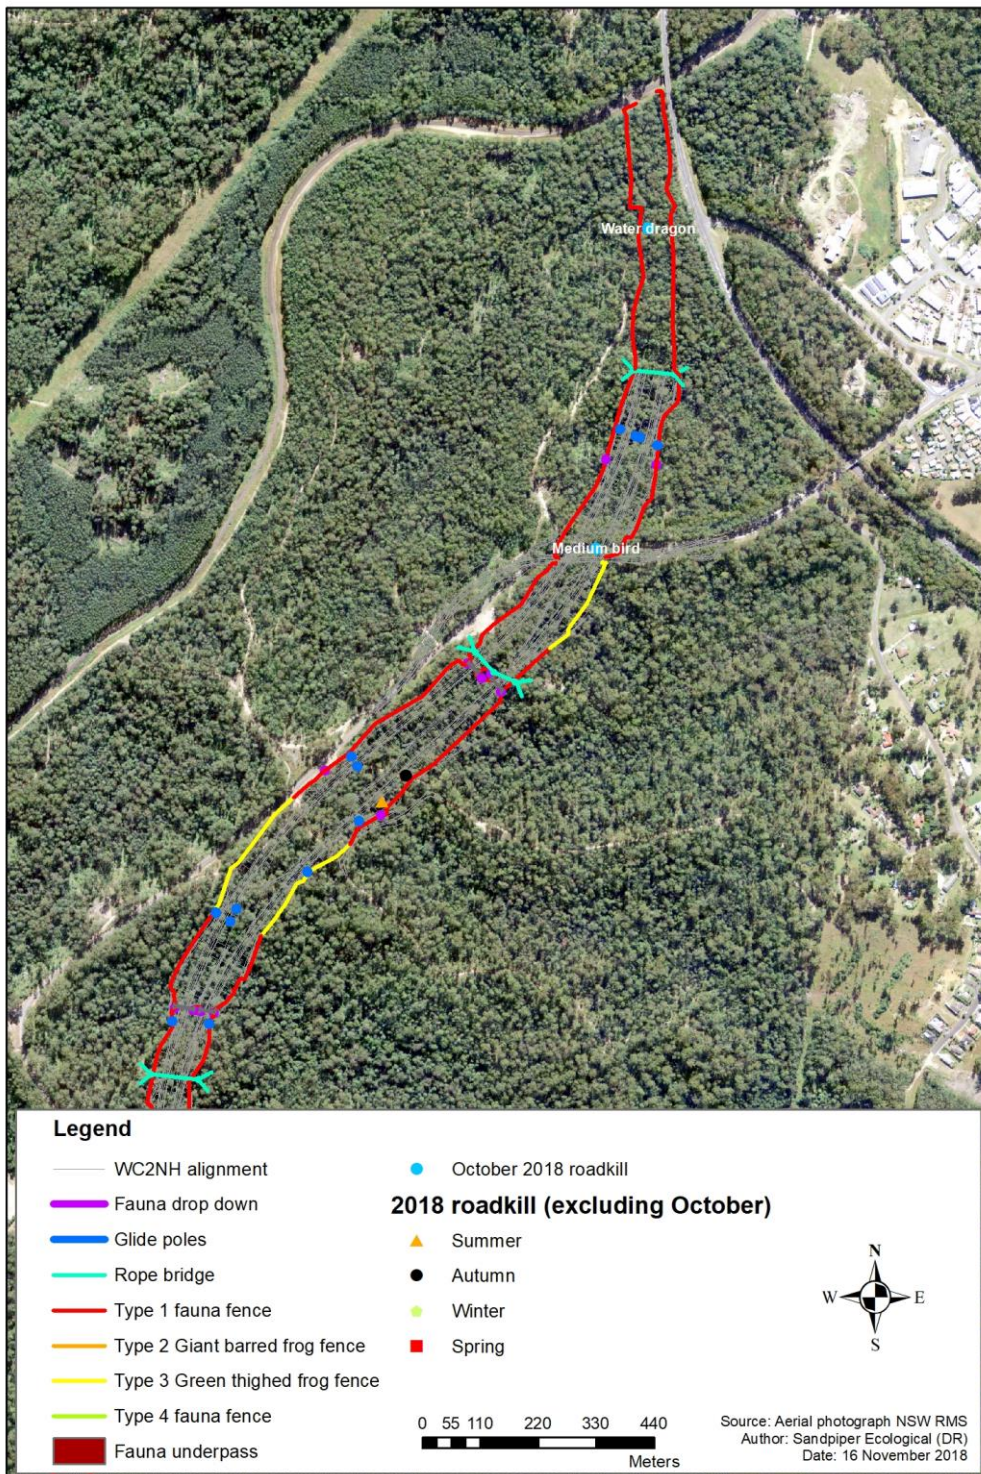 Water dragon
Medium bird
Legend
WC2NH alignment
Fauna drop down
Glide poles
Rope bridge
Type 1 fauna fence
Type 2 Giant barred frog fence
Type 3 Green thighed frog fence
Type 4 fauna fence
Fauna underpass
October 2018 roadkill
2018 roadkill (excluding October)
Summer
Autumn
Winter
Spring
N
W E
S
0 55 110 220 330 440
Meters
Source: Aerial photograph NSW RMS
Author: Sandpiper Ecological (DR)
Date: 16 November 2018